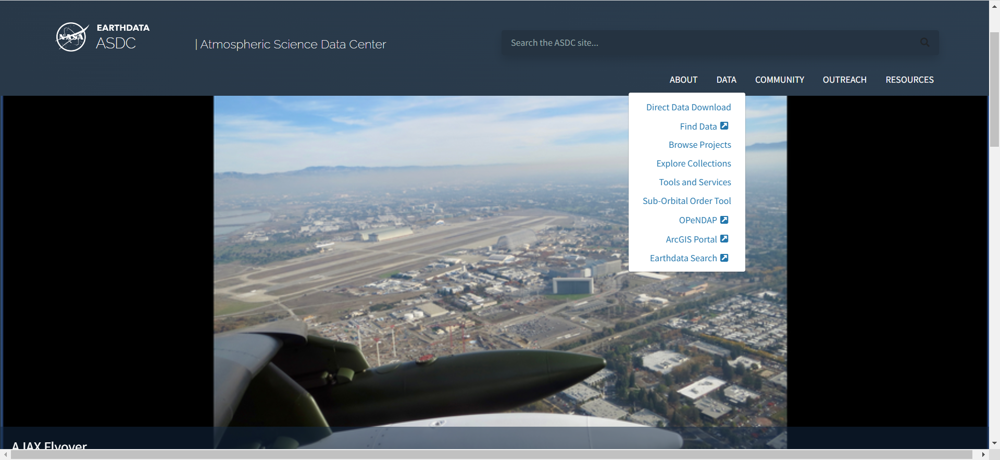 NASA
EARTHDATA
ASDC
| Atmospheric Science Data Center
Search the ASDC site...
ABOUT DATA COMMUNITY OUTREACH RESOURCES
Direct Data Download
Find Data
Browse Projects
Explore Collections
Tools and Services
Sub-Orbital Order Tool
OPeNDAP
ArcGIS Portal
Earthdata Search
AJAX Flyover